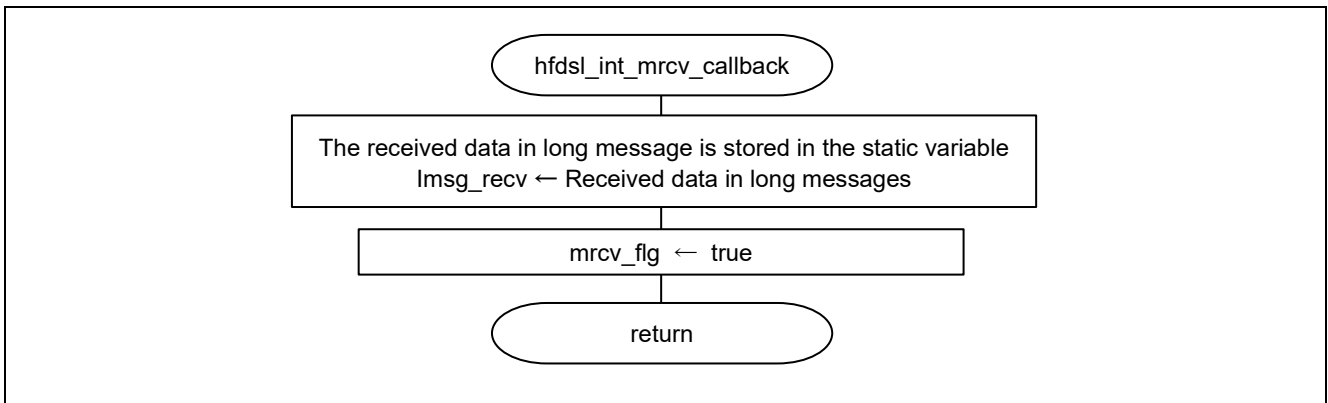 hfdsl_int_mrcv_callback
The received data in long message is stored in the static variable
lmsg_recv ← Received data in long messages
mrcv_flg ← true
return